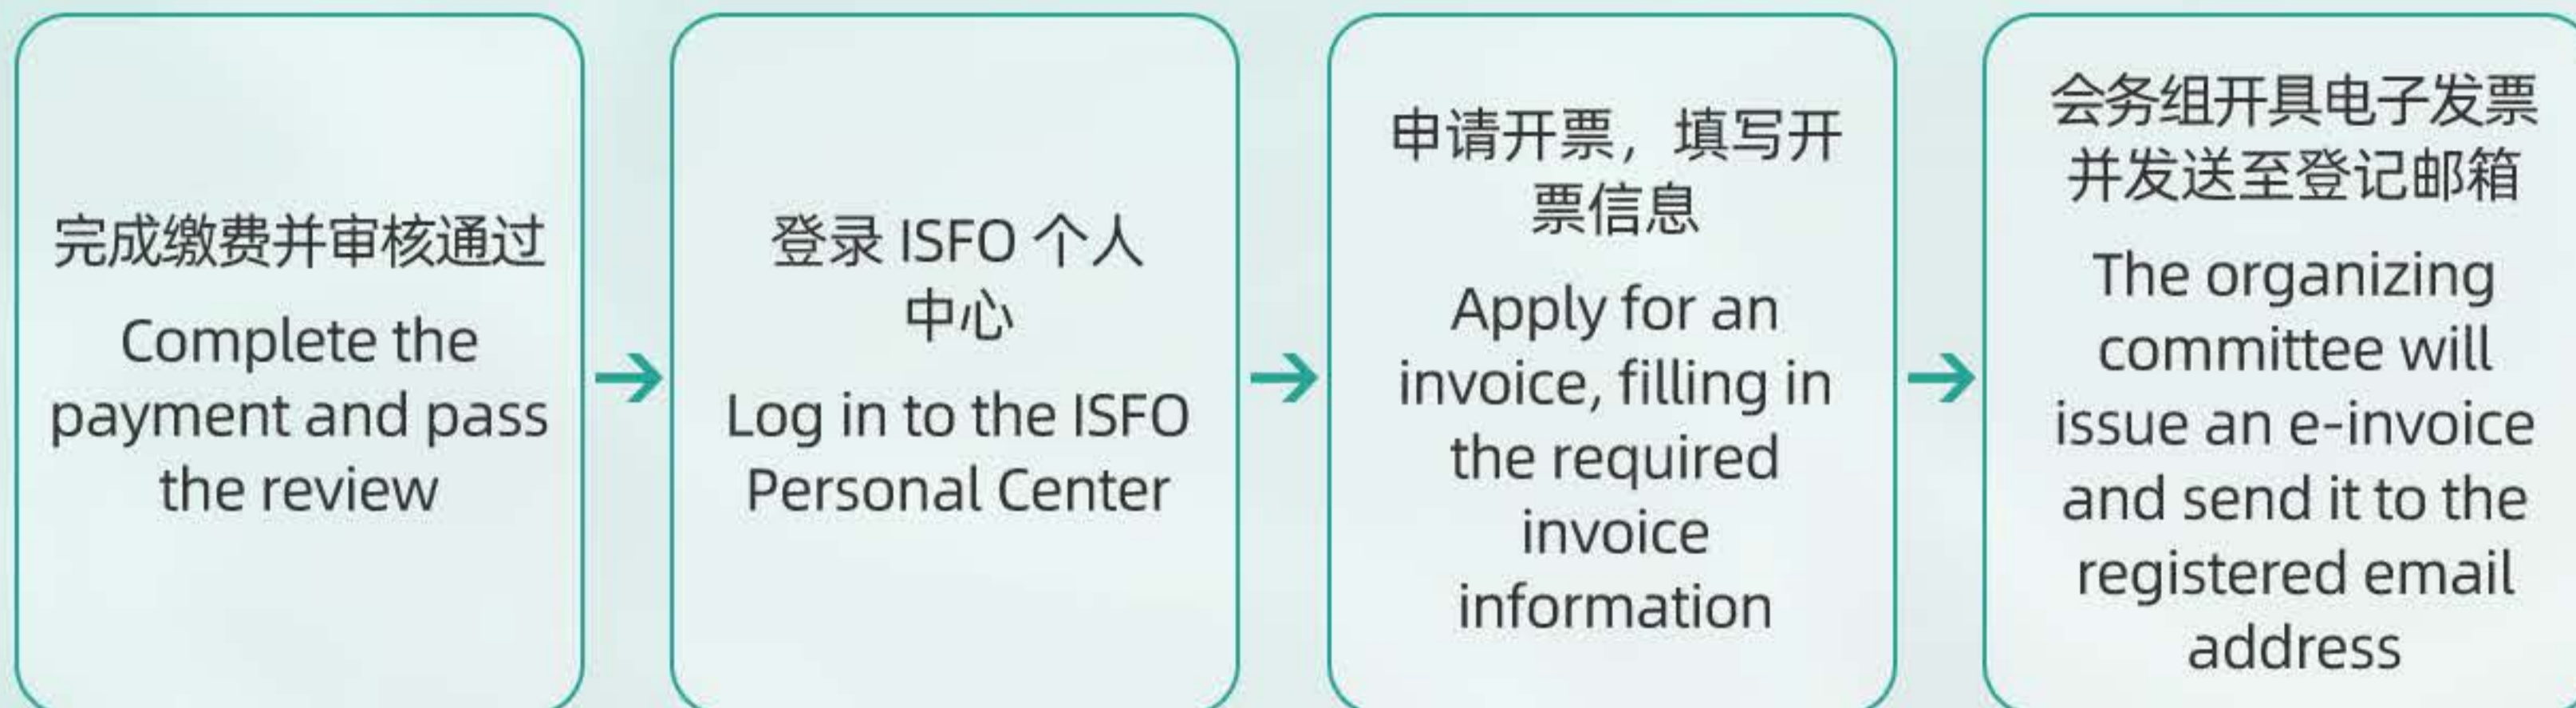 完成缴费并审核通过
Complete the
payment and pass
the review
登录 ISFO 个人
中心
Log in to the ISFO
Personal Center
申请开票，填写开
票信息
Apply for an
invoice, filling in
the required
invoice
information
会务组开具电子发票
并发送至登记邮箱
The organizing
committee will
issue an e-invoice
and send it to the
registered email
address